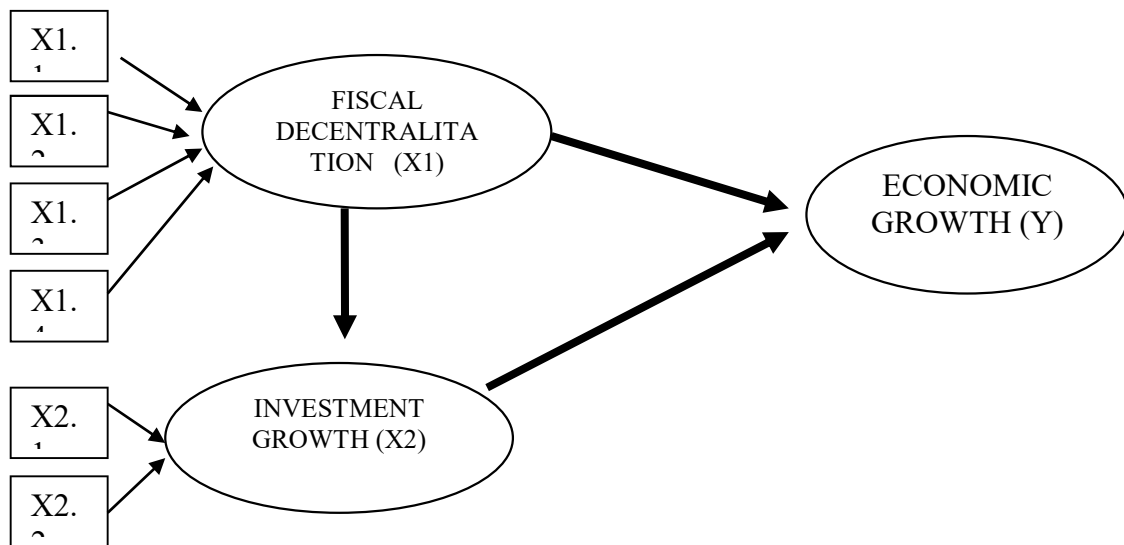 X1.
X1.
X1.
X1.
X2.
X2.
FISCAL
DECENTRALITA
TION (X1)
INVESTMENT
GROWTH (X2)
ECONOMIC
GROWTH (Y)